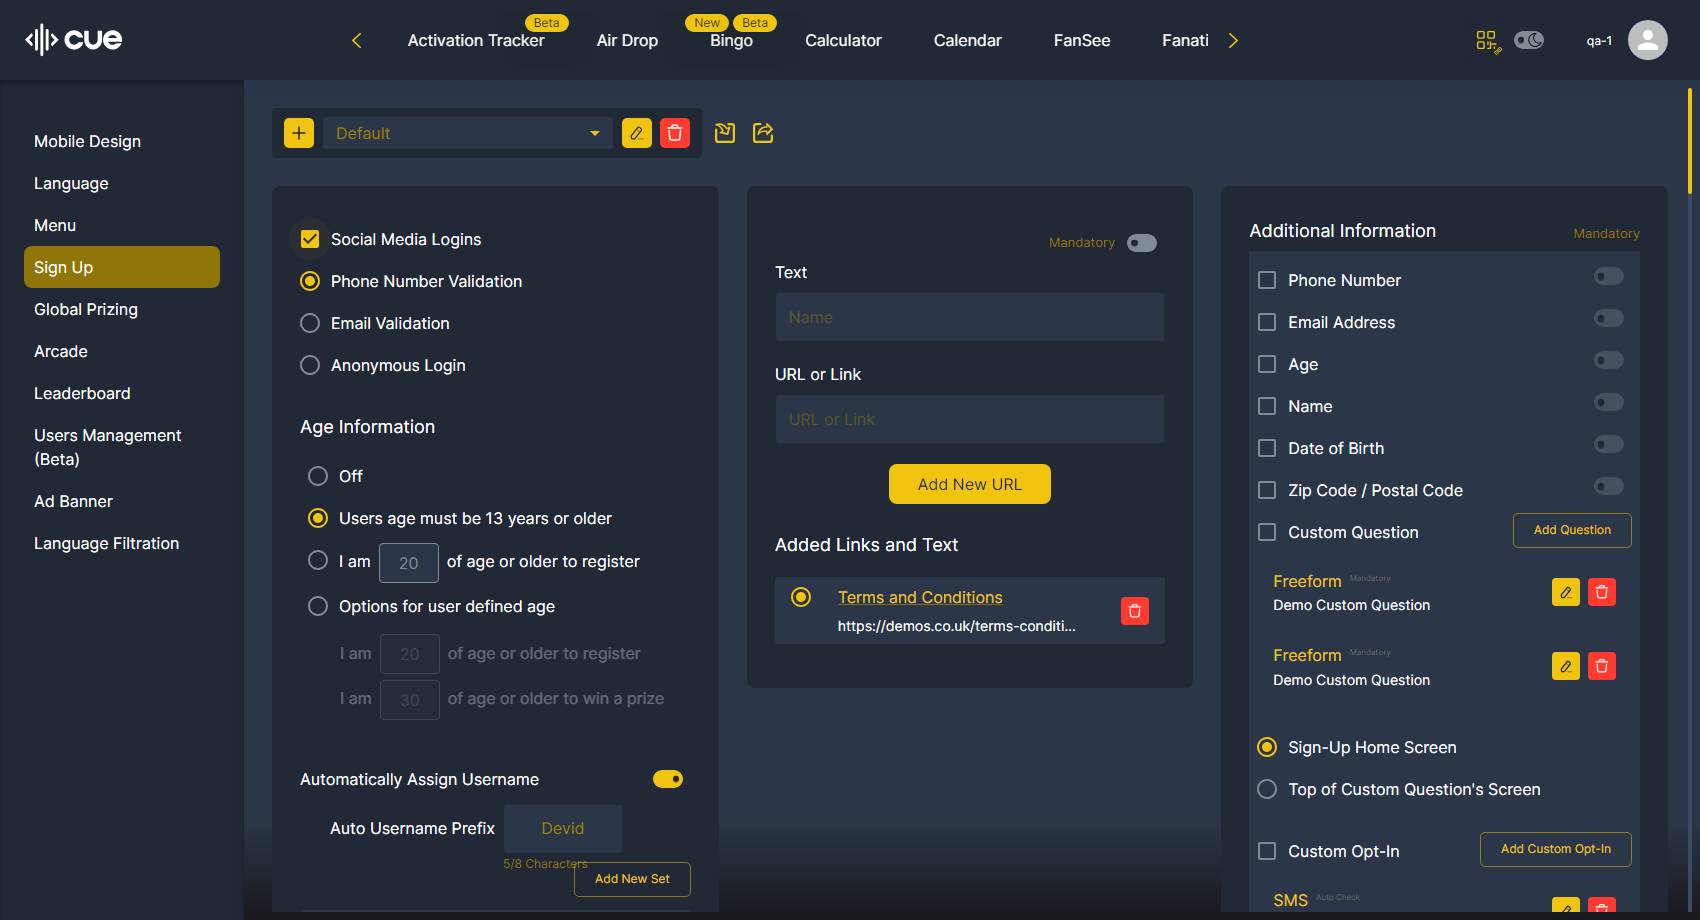 cue
Activation Tracker
Beta
Air Drop
New
Beta
Bingo
Calculator
Calendar
FanSee
Fanati
qa-1
Mobile Design
Language
Menu
Sign Up
Global Prizing
Arcade
Leaderboard
Users Management
(Beta)
Ad Banner
Language Filtration
Default
Social Media Logins
Phone Number Validation
Email Validation
Anonymous Login
Age Information
Off
Users age must be 13 years or older
I am 20 of age or older to register
Options for user defined age
I am 20 of age or older to register
I am 30 of age or older to win a prize
Automatically Assign Username
Auto Username Prefix Devid
5/8 Characters
Add New Set
Mandatory
Text
Name
URL or Link
URL or Link
Add New URL
Added Links and Text
Terms and Conditions
https://demos.co.uk/terms-conditi...
Additional Information Mandatory
Phone Number
Email Address
Age
Name
Date of Birth
Zip Code / Postal Code
Custom Question Add Question
Freeform Mandatory
Demo Custom Question
Freeform Mandatory
Demo Custom Question
Sign-Up Home Screen
Top of Custom Question's Screen
Custom Opt-In Add Custom Opt-In
SMS Auto Check